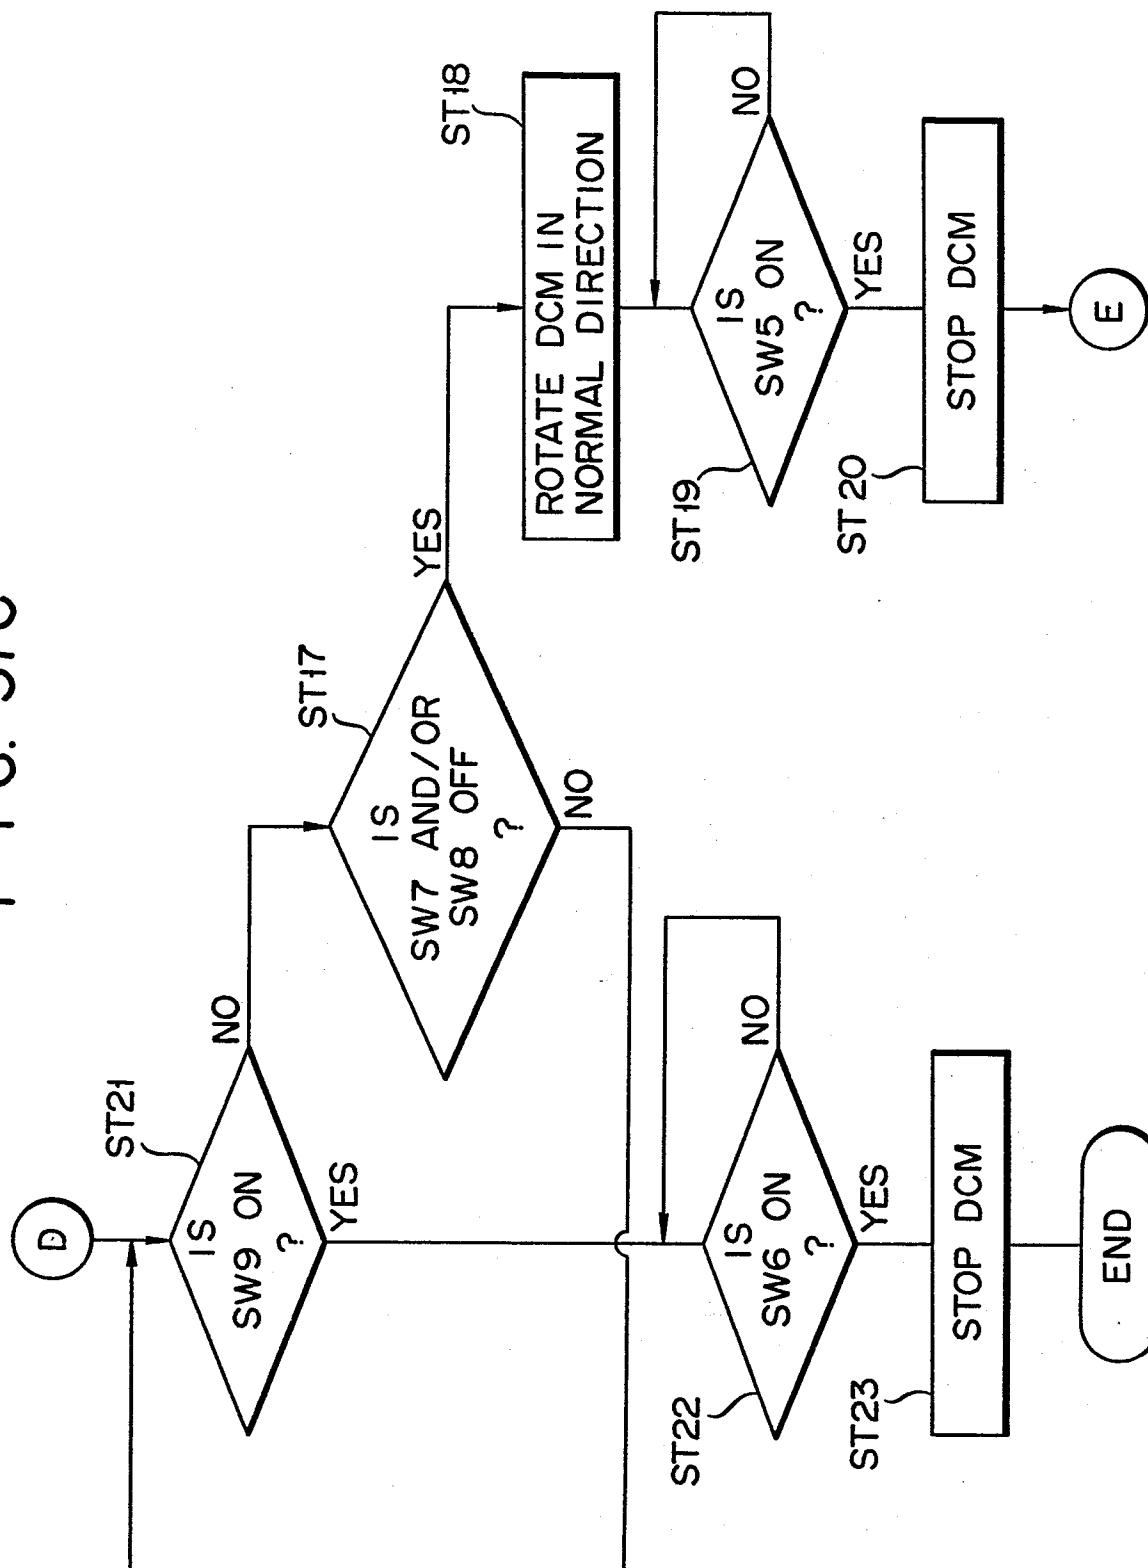 D
ST21
IS
SW9 ON
?
NO
YES
ST17
IS
SW7 AND/OR
SW8 OFF
?
YES
NO
ST18
ROTATE DCM IN
NORMAL DIRECTION
ST19
IS
SW5 ON
?
NO
YES
ST20
STOP DCM
E
ST22
IS
SW6 ON
?
NO
YES
ST23
STOP DCM
END